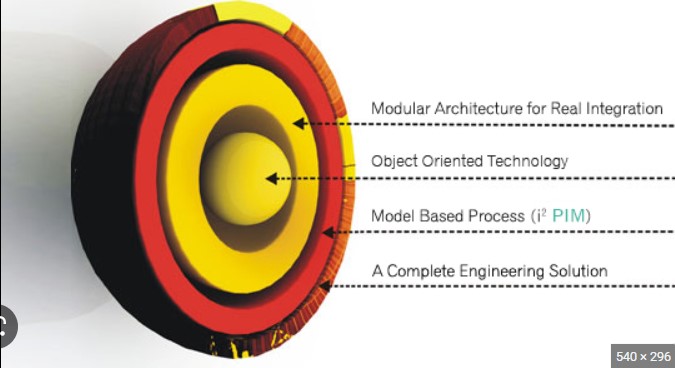 Modular Architecture for Real Integration
Object Oriented Technology
Model Based Process (i² PIM)
A Complete Engineering Solution
540 × 296